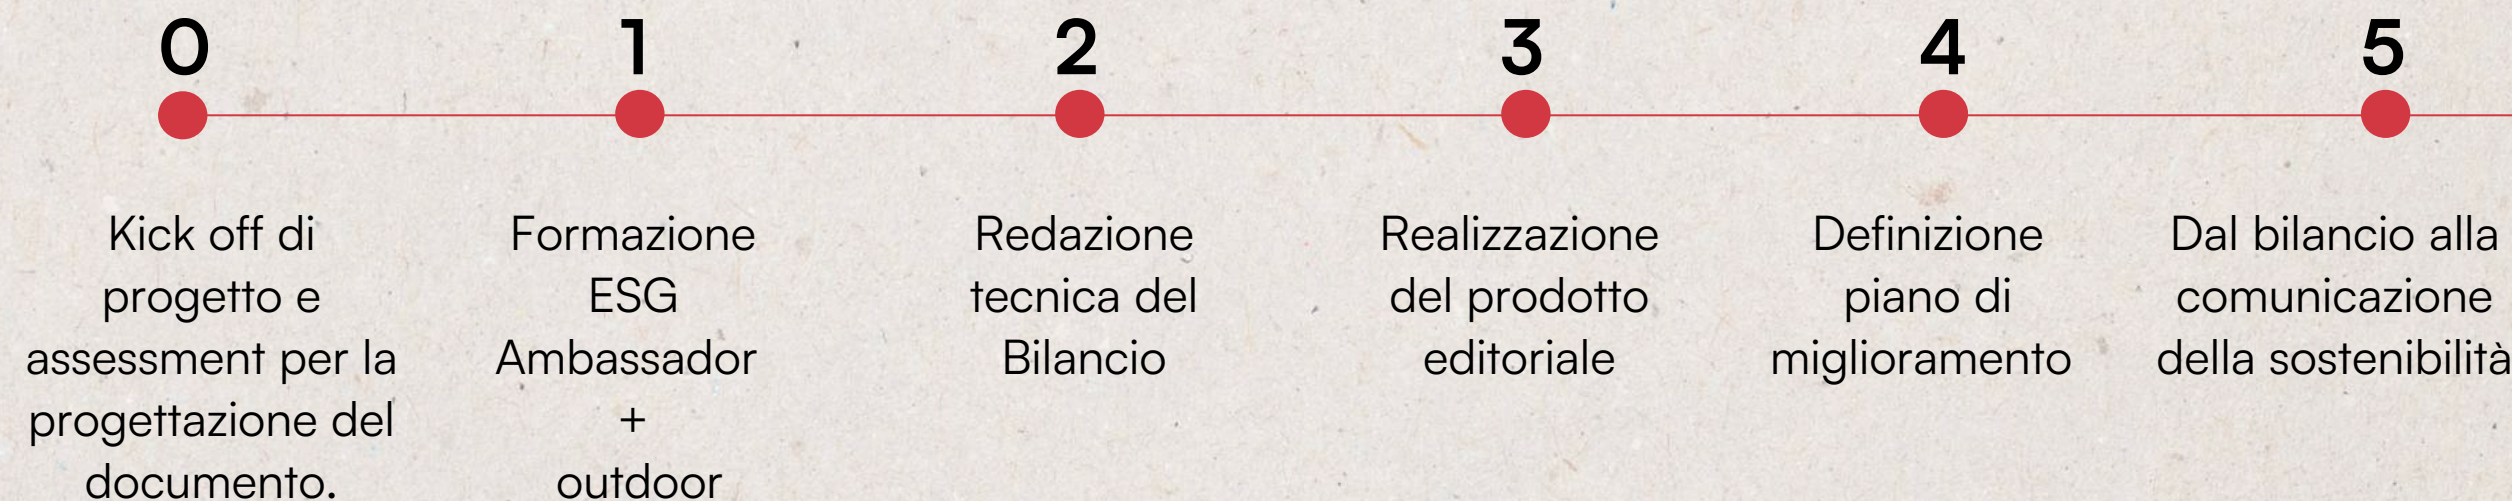 0
1
2
3
4
5
Kick off di
progetto e
assessment per la
progettazione del
documento.
Formazione
ESG
Ambassador
+
outdoor
Redazione
tecnica del
Bilancio
Realizzazione
del prodotto
editoriale
Definizione
piano di
miglioramento
Dal bilancio alla
comunicazione
della sostenibilità